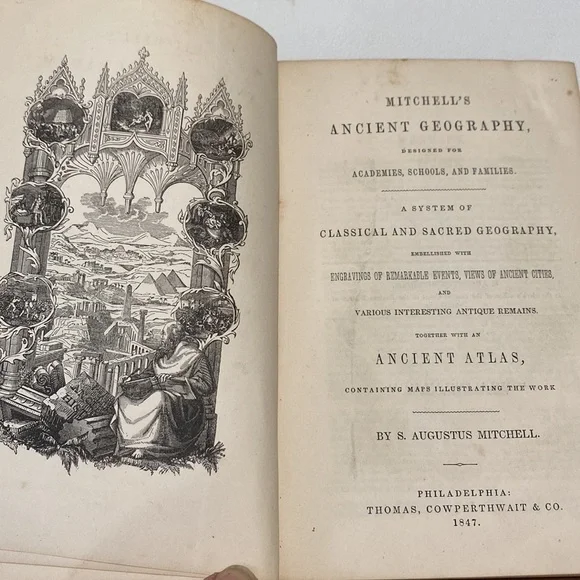 MITCHELL'S
ANCIENT GEOGRAPHY,
DESIGNED FOR
ACADEMIES, SCHOOLS, AND FAMILIES.
A SYSTEM OF
CLASSICAL AND SACRED GEOGRAPHY,
EMBELLISHED WITH
ENGRAVINGS OF REMARKABLE EVENTS, VIEWS OF ANCIENT CITIES,
AND
VARIOUS INTERESTING ANTIQUE REMAINS.
TOGETHER WITH AN
ANCIENT ATLAS,
CONTAINING MAPS ILLUSTRATING THE WORK
BY S. AUGUSTUS MITCHELL.
PHILADELPHIA:
THOMAS, COWPERTHWAIT & CO.
1847.